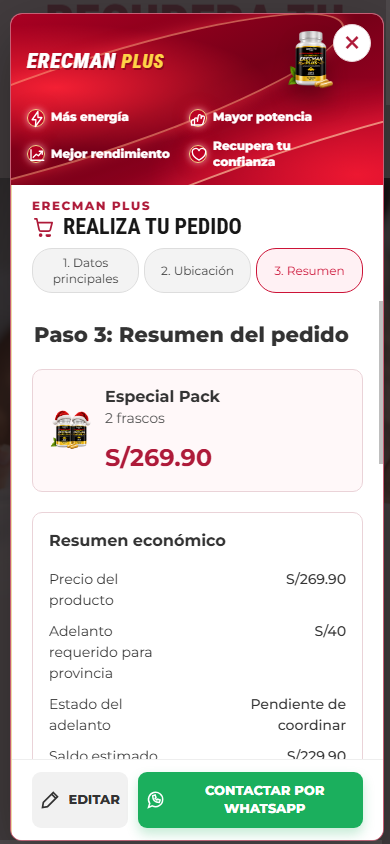 ERECMAN PLUS
Más energía
Mayor potencia
Mejor rendimiento
Recupera tu
confianza
ERECMAN PLUS
REALIZA TU PEDIDO
1. Datos
principales
2. Ubicación
3. Resumen
Paso 3: Resumen del pedido
Especial Pack
2 frascos
S/269.90
Resumen económico
Precio del
producto
S/269.90
Adelanto
requerido para
provincia
S/40
Estado del
adelanto
Pendiente de
coordinar
Saldo estimado
S/229.90
EDITAR
CONTACTAR POR
WHATSAPP